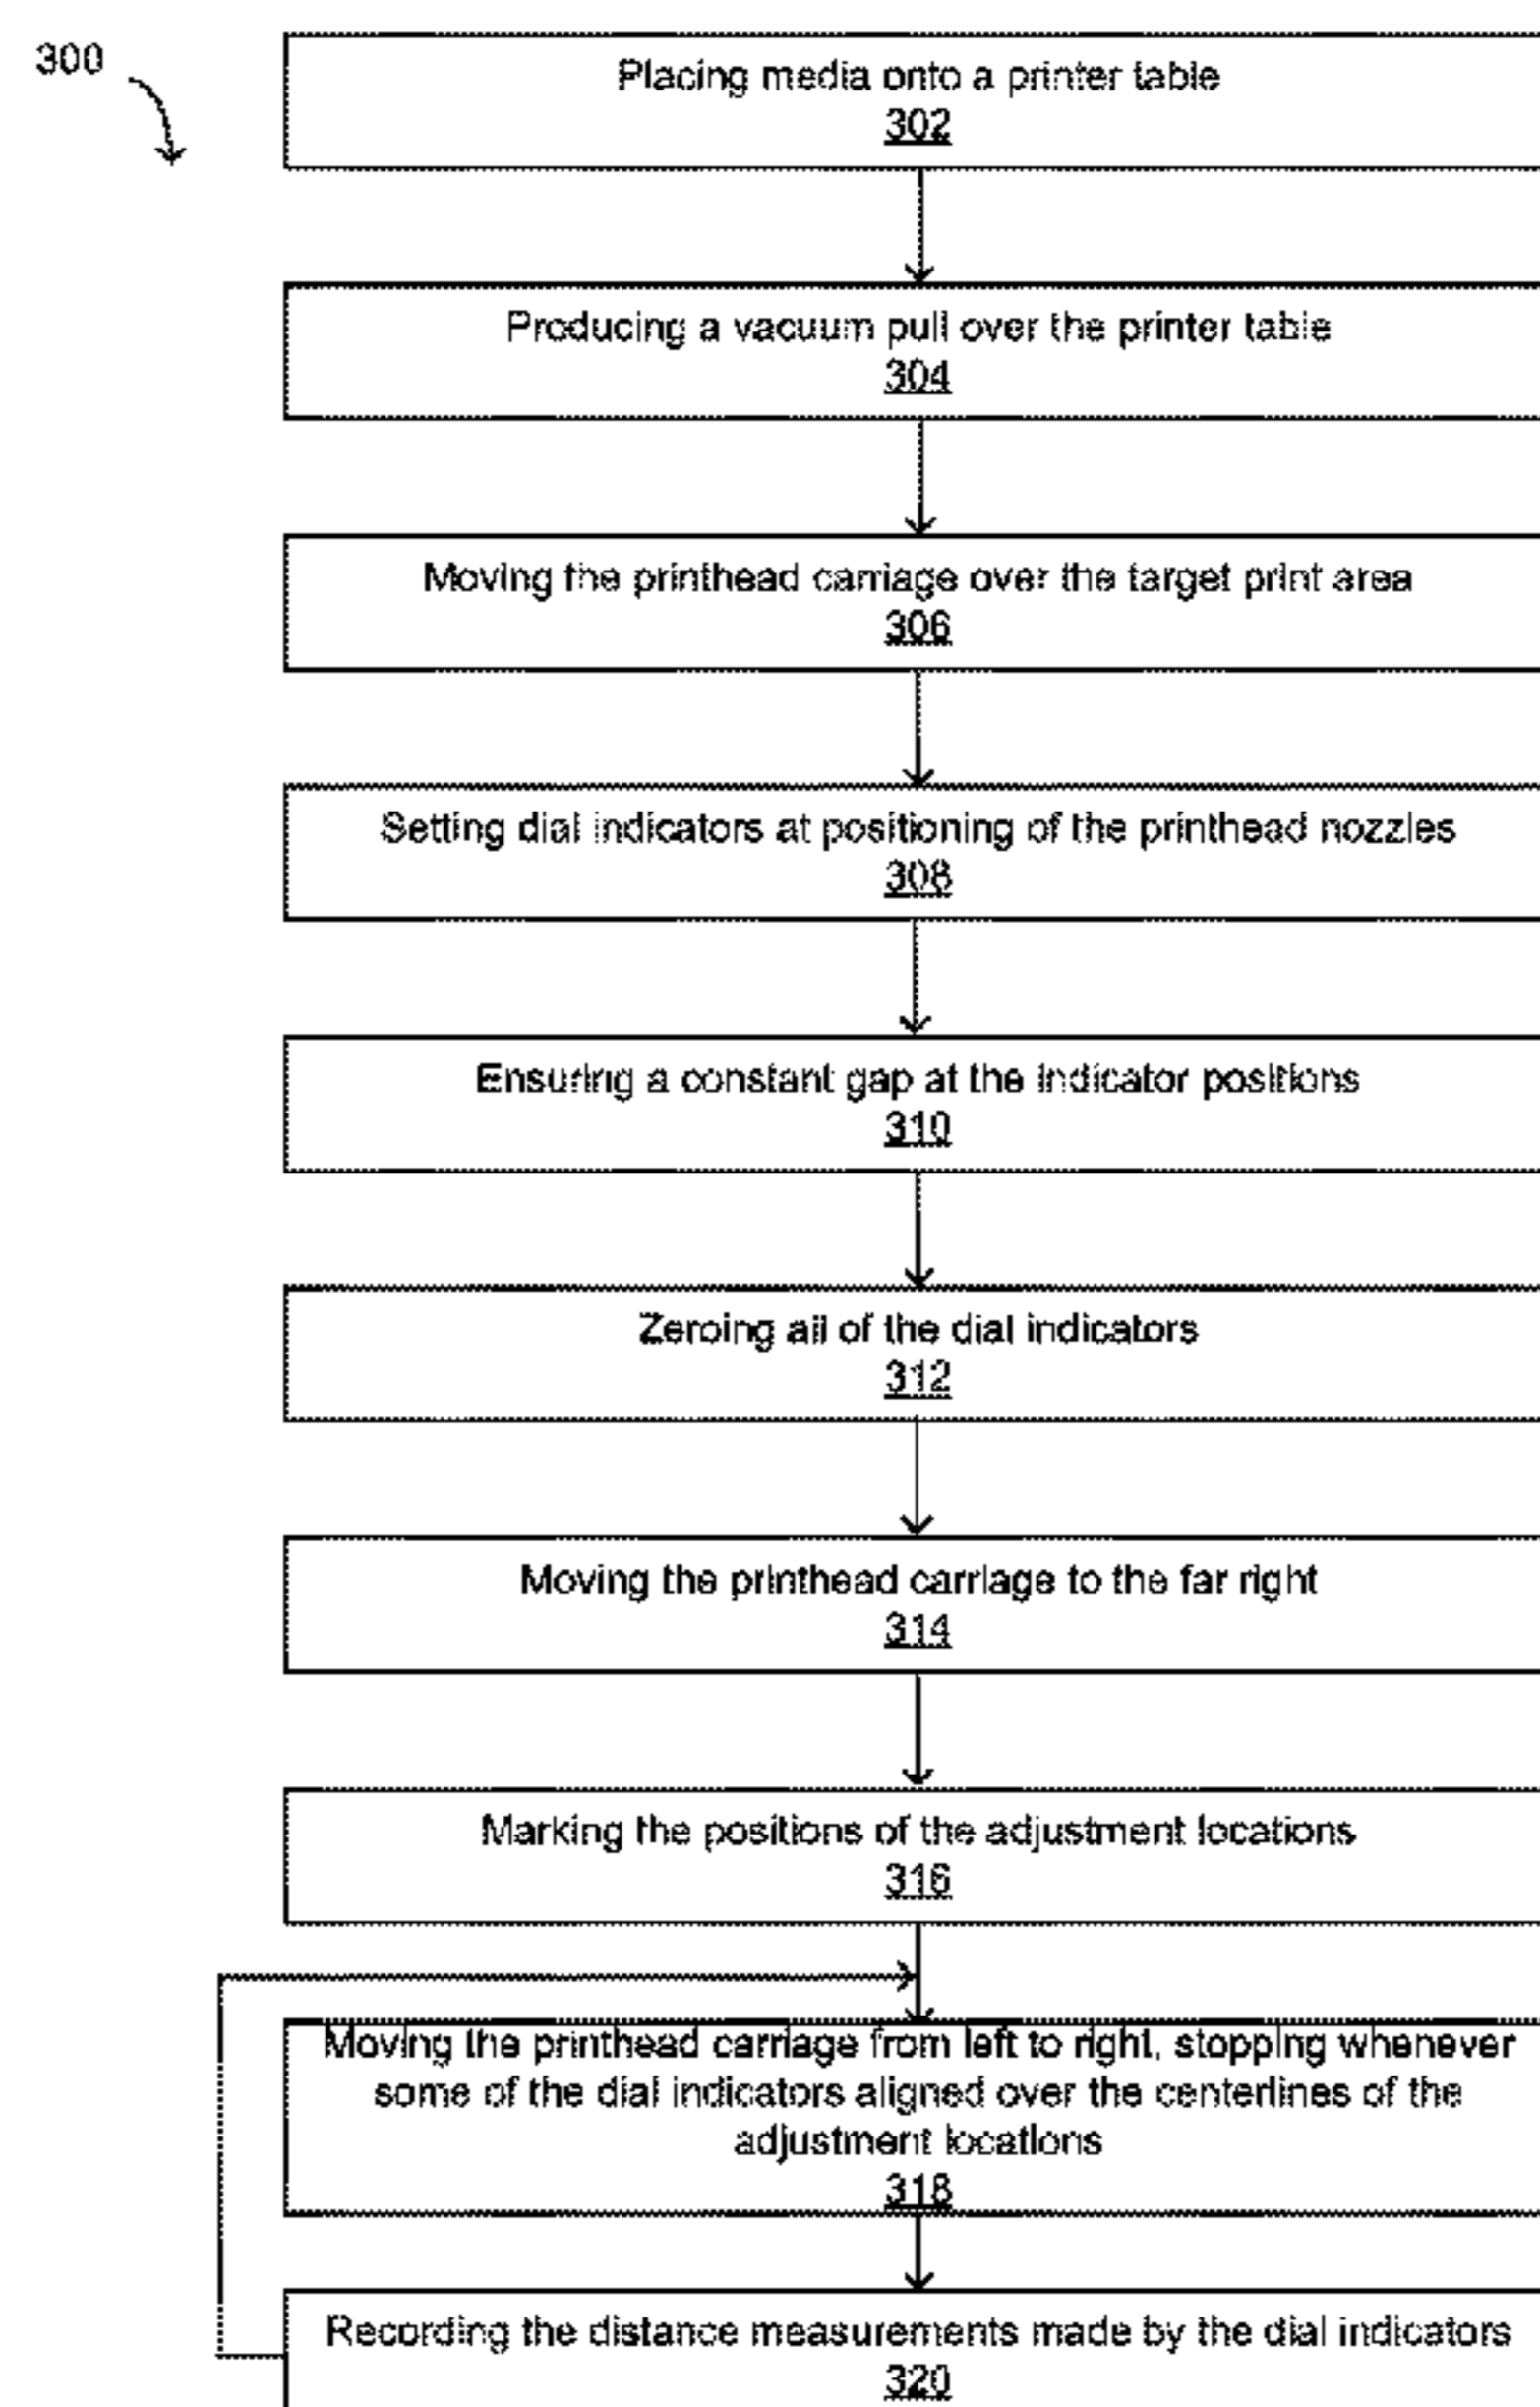 300
Placing media onto a printer table
302
Producing a vacuum pull over the printer table
304
Moving the printhead carriage over the target print area
306
Setting dial indicators at positioning of the printhead nozzles
308
Ensuring a constant gap at the indicator positions
310
Zeroing all of the dial indicators
312
Moving the printhead carriage to the far right
314
Marking the positions of the adjustment locations
316
Moving the printhead carriage from left to right, stopping whenever
some of the dial indicators aligned over the centerlines of the
adjustment locations
318
Recording the distance measurements made by the dial indicators
320